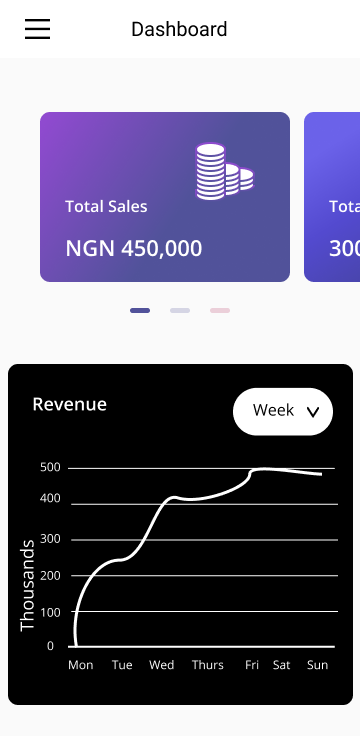 Dashboard
Total Sales
NGN 450,000
Tota
300
Revenue
Week
500
400
300
200
100
0
Thousands
Mon Tue Wed Thurs Fri Sat Sun